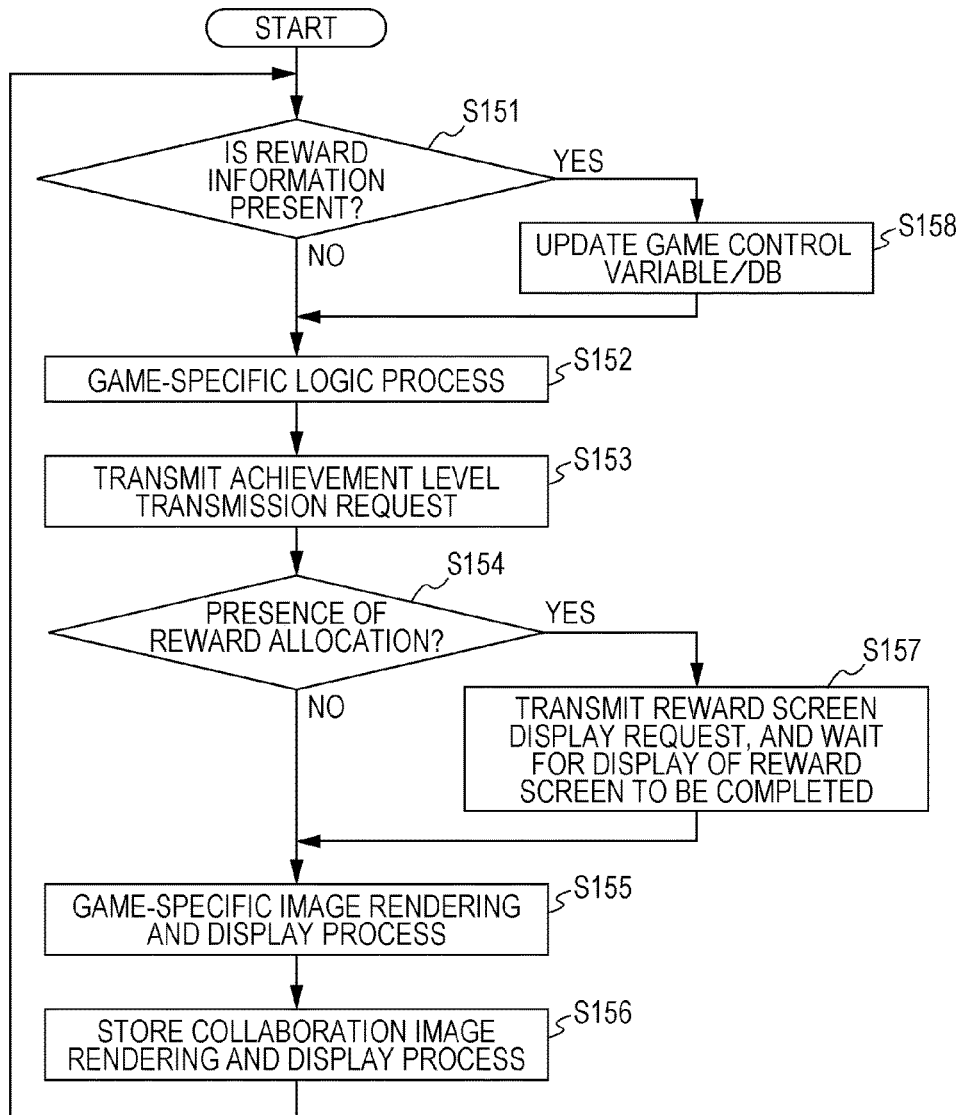 START
S151
IS REWARD
INFORMATION
PRESENT?
YES
NO
S158
UPDATE GAME CONTROL
VARIABLE/DB
S152
GAME-SPECIFIC LOGIC PROCESS
S153
TRANSMIT ACHIEVEMENT LEVEL
TRANSMISSION REQUEST
S154
PRESENCE OF
REWARD ALLOCATION?
YES
NO
S157
TRANSMIT REWARD SCREEN
DISPLAY REQUEST, AND WAIT
FOR DISPLAY OF REWARD
SCREEN TO BE COMPLETED
S155
GAME-SPECIFIC IMAGE RENDERING
AND DISPLAY PROCESS
S156
STORE COLLABORATION IMAGE
RENDERING AND DISPLAY PROCESS